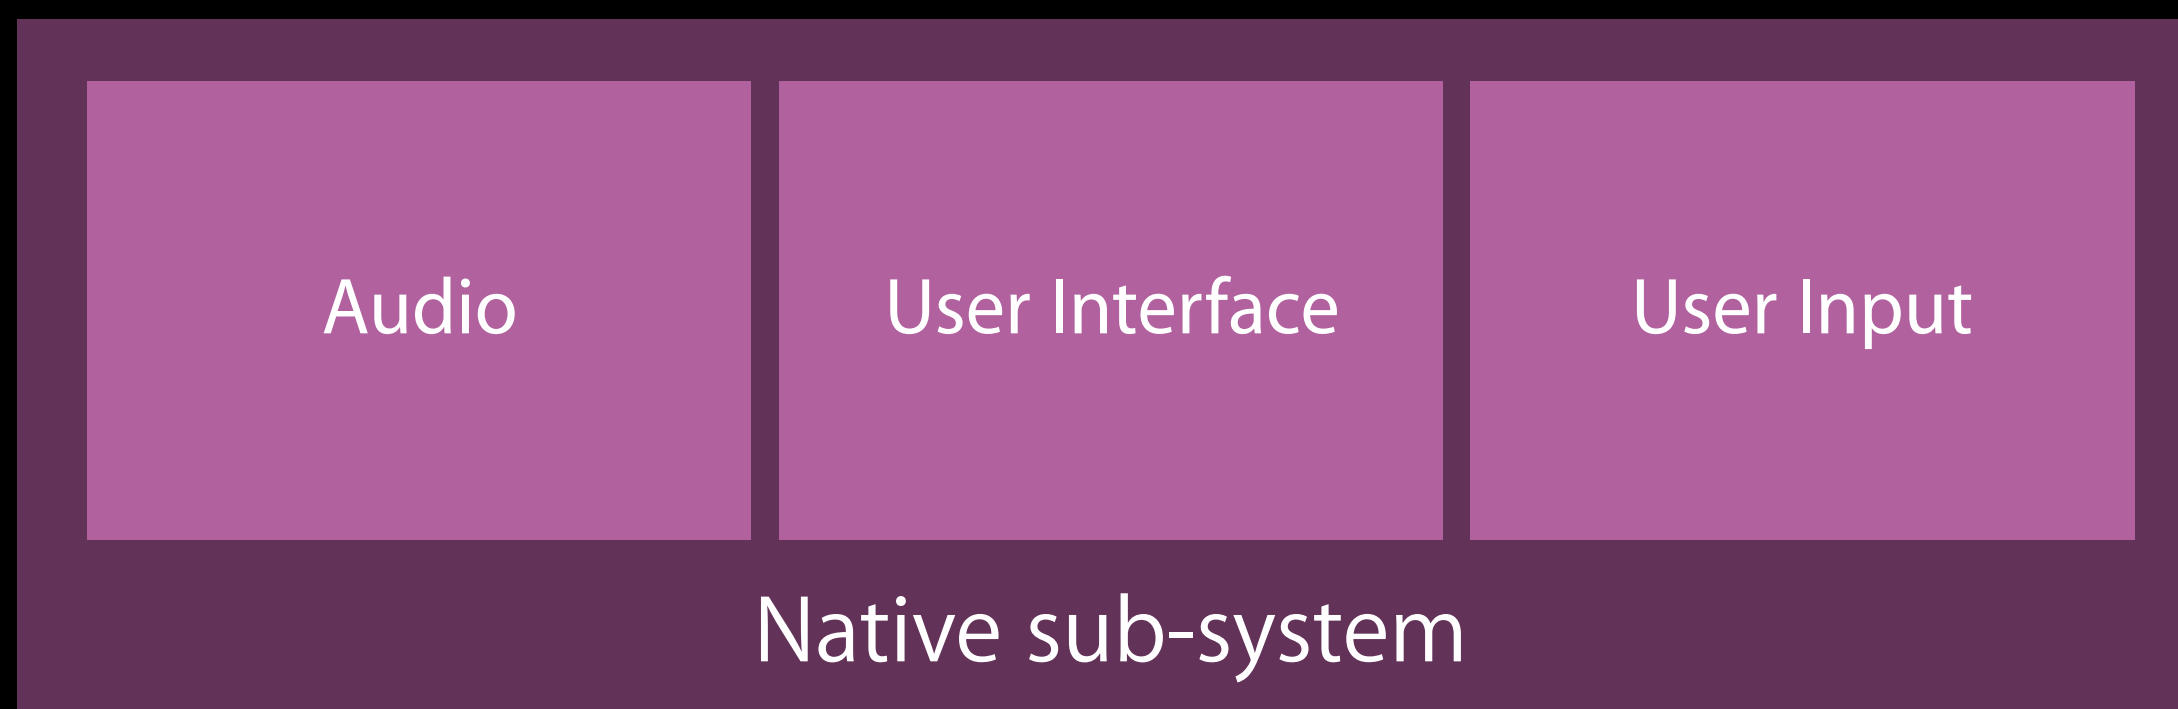 Audio
User Interface
User Input
Native sub-system